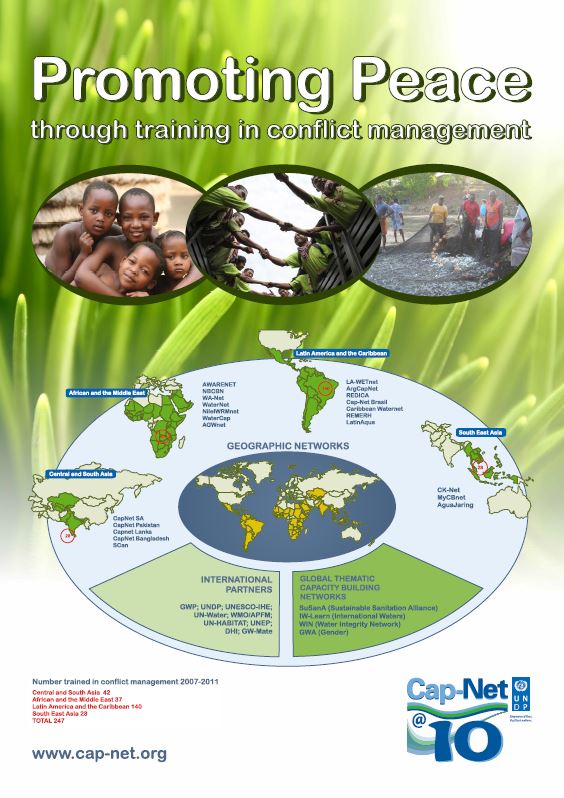 Promoting Peace
through training in conflict management
Latin America and the Caribbean
African and the Middle East
AWARENET
NBCBN
WA-Net
WaterNet
NileIWRMnet
WaterCap
AGWnet
LA-WETnet
ArgCapNet
REDICA
Cap-Net Brasil
Caribbean Waternet
REMERH
LatinAqua
140
South East Asia
28
CK-Net
MyCBnet
AguaJaring
GEOGRAPHIC NETWORKS
Central and South Asia
CapNet SA
CapNet Pakistan
Capnet Lanka
CapNet Bangladesh
SCan
INTERNATIONAL
PARTNERS
GWP; UNDP; UNESCO-IHE;
UN-Water; WMO/APFM;
UN-HABITAT; UNEP;
DHI; GW-Mate
GLOBAL THEMATIC
CAPACITY BUILDING
NETWORKS
SuSanA (Sustainable Sanitation Alliance)
IW-Learn (International Waters)
WIN (Water Integrity Network)
GWA (Gender)
Number trained in conflict management 2007-2011
Central and South Asia 42
African and the Middle East 37
Latin America and the Caribbean 140
South East Asia 28
TOTAL 247
www.cap-net.org
Cap-Net
@
10
U N
D P